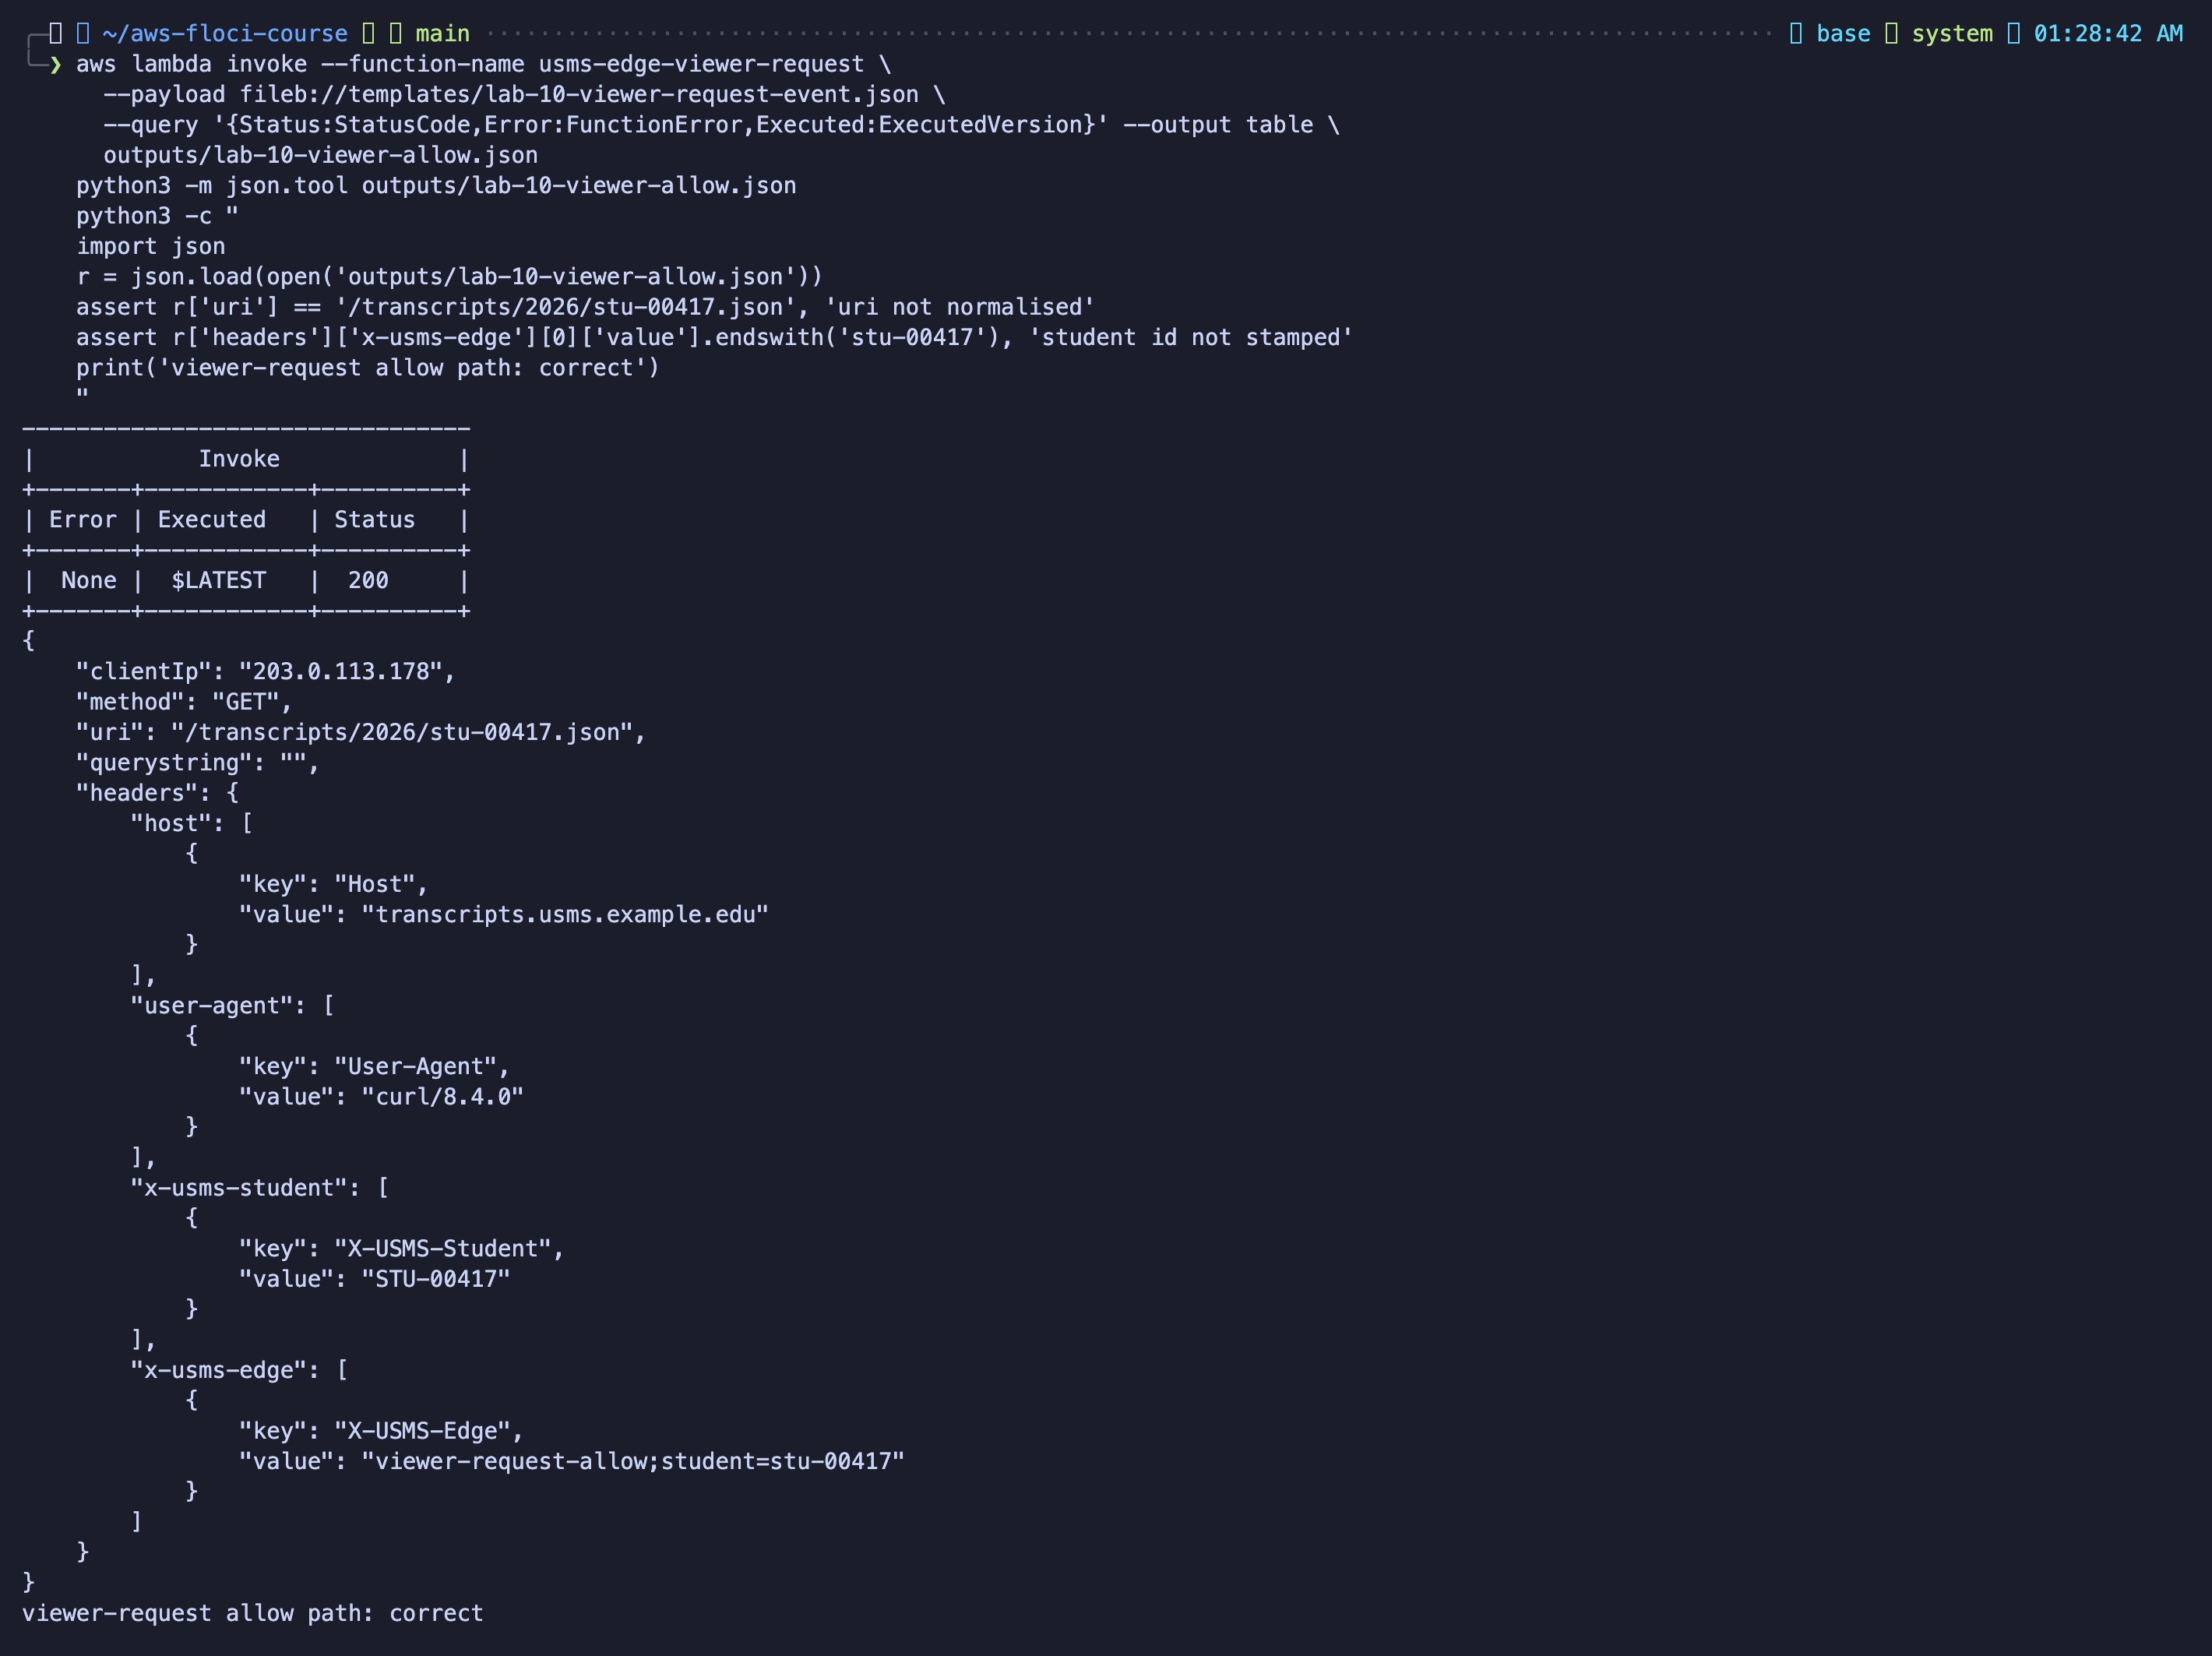 ~/aws-floci-course main base system 01:28:42 AM
❯ aws lambda invoke --function-name usms-edge-viewer-request \
--payload fileb://templates/lab-10-viewer-request-event.json \
--query '{Status:StatusCode,Error:FunctionError,Executed:ExecutedVersion}' --output table \
outputs/lab-10-viewer-allow.json
python3 -m json.tool outputs/lab-10-viewer-allow.json
python3 -c "
import json
r = json.load(open('outputs/lab-10-viewer-allow.json'))
assert r['uri'] == '/transcripts/2026/stu-00417.json', 'uri not normalised'
assert r['headers']['x-usms-edge'][0]['value'].endswith('stu-00417'), 'student id not stamped'
print('viewer-request allow path: correct')
"
---------------------------------
|            Invoke             |
+-------+------------+----------+
| Error | Executed   | Status   |
+-------+------------+----------+
|  None |  $LATEST   |  200     |
+-------+------------+----------+
{
    "clientIp": "203.0.113.178",
    "method": "GET",
    "uri": "/transcripts/2026/stu-00417.json",
    "querystring": "",
    "headers": {
        "host": [
            {
                "key": "Host",
                "value": "transcripts.usms.example.edu"
            }
        ],
        "user-agent": [
            {
                "key": "User-Agent",
                "value": "curl/8.4.0"
            }
        ],
        "x-usms-student": [
            {
                "key": "X-USMS-Student",
                "value": "STU-00417"
            }
        ],
        "x-usms-edge": [
            {
                "key": "X-USMS-Edge",
                "value": "viewer-request-allow;student=stu-00417"
            }
        ]
    }
}
viewer-request allow path: correct